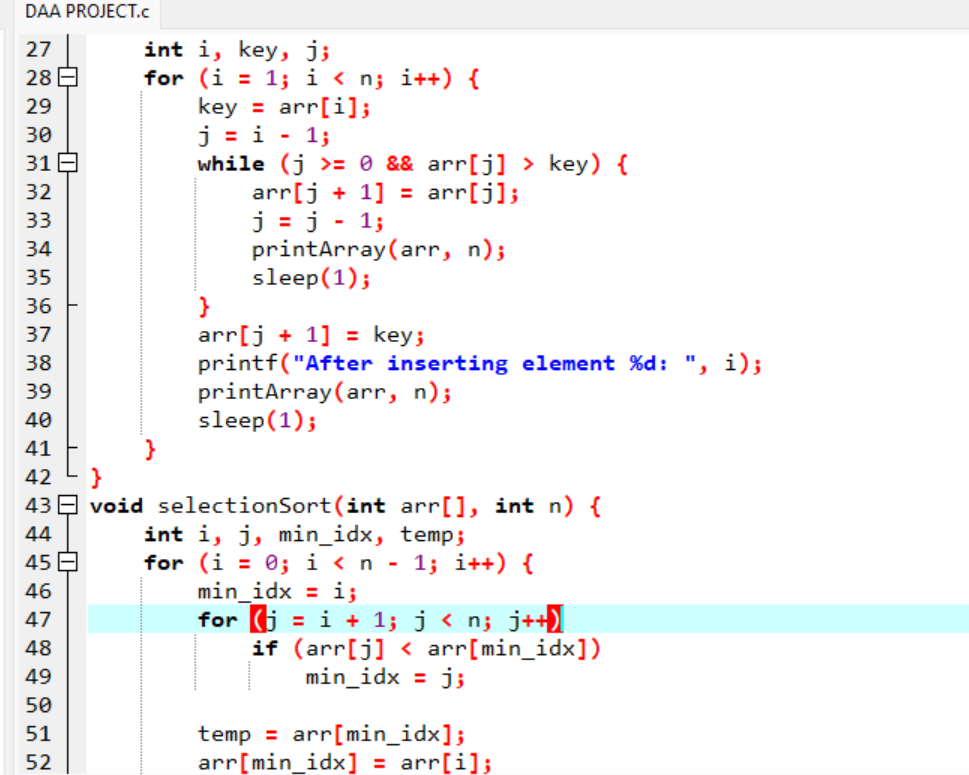 DAA PROJECT.c
27 int i, key, j;
28 for (i = 1; i < n; i++) {
29 key = arr[i];
30 j = i - 1;
31 while (j >= 0 && arr[j] > key) {
32 arr[j + 1] = arr[j];
33 j = j - 1;
34 printArray(arr, n);
35 sleep(1);
36 }
37 arr[j + 1] = key;
38 printf("After inserting element %d: ", i);
39 printArray(arr, n);
40 sleep(1);
41 }
42 }
43 void selectionSort(int arr[], int n) {
44 int i, j, min_idx, temp;
45 for (i = 0; i < n - 1; i++) {
46 min_idx = i;
47 for (j = i + 1; j < n; j++)
48 if (arr[j] < arr[min_idx])
49 min_idx = j;
50
51 temp = arr[min_idx];
52 arr[min_idx] = arr[i];